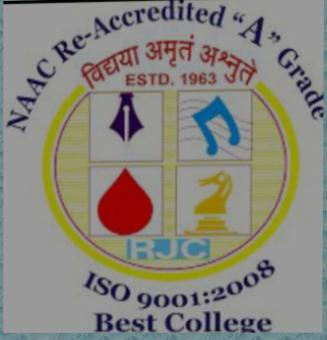 NAAC Re-Accredited "A" Grade
विद्यया अमृतं अश्नुते
ESTD. 1963
RJC
ISO 9001:2008
Best College